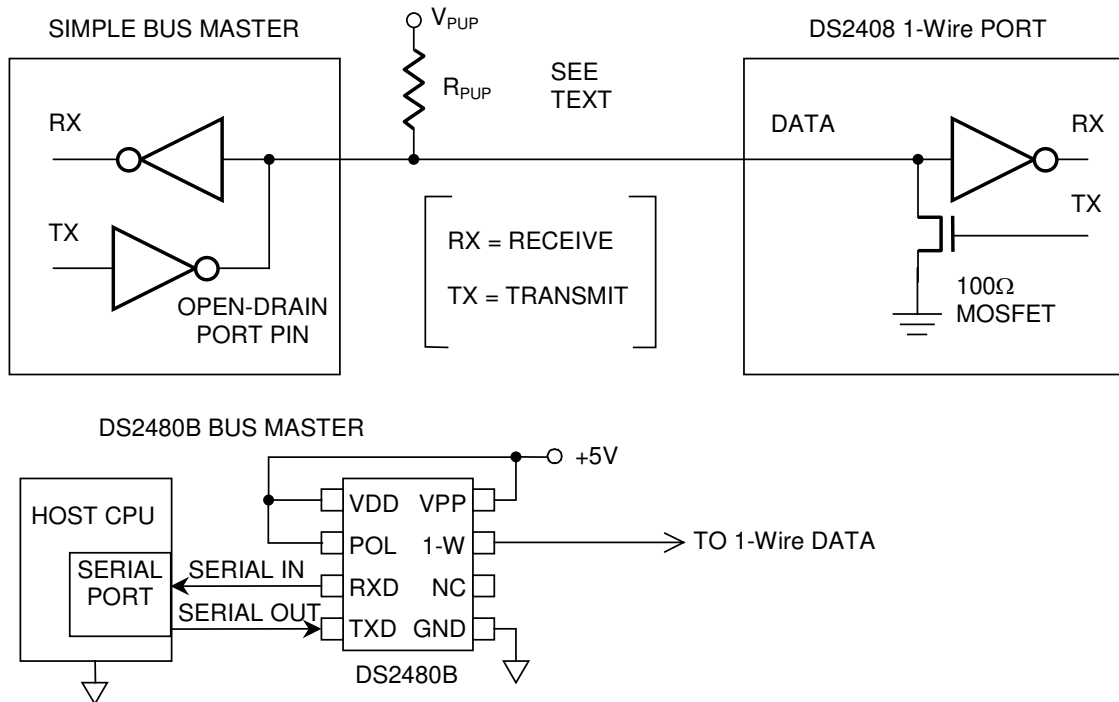 SIMPLE BUS MASTER
V_PUP
DS2408 1-Wire PORT
R_PUP
SEE
TEXT
RX
DATA
RX
TX
TX
RX = RECEIVE
TX = TRANSMIT
OPEN-DRAIN
PORT PIN
100Ω
MOSFET
DS2480B BUS MASTER
+5V
HOST CPU
VDD VPP
POL 1-W
TO 1-Wire DATA
SERIAL
PORT
SERIAL IN
RXD NC
SERIAL OUT
TXD GND
DS2480B